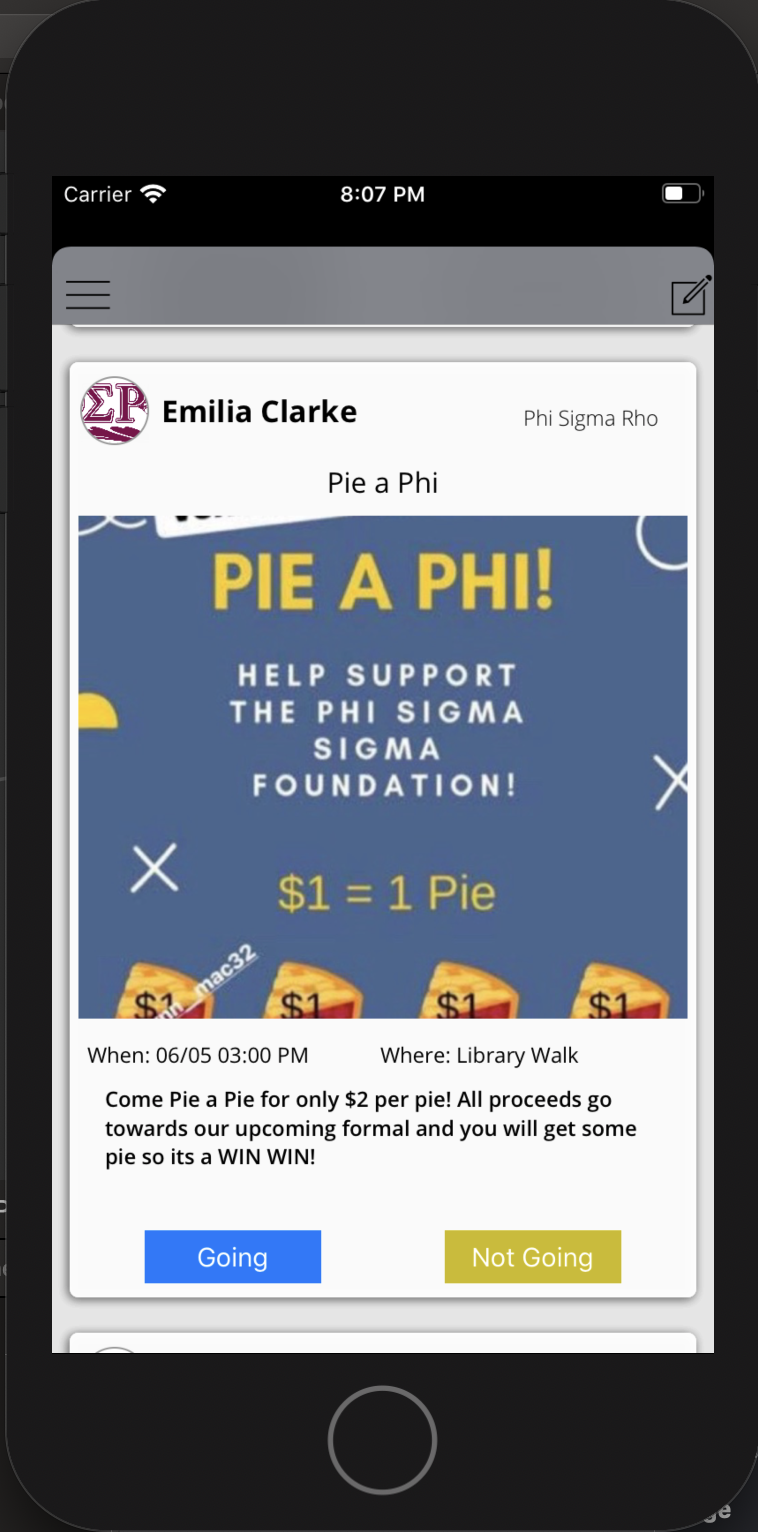 Carrier 8:07 PM
ΣΡ
Emilia Clarke
Phi Sigma Rho
Pie a Phi
PIE A PHI!
HELP SUPPORT
THE PHI SIGMA
SIGMA
FOUNDATION!
$1 = 1 Pie
mac32
$1 $1 $1 $1
When: 06/05 03:00 PM Where: Library Walk
Come Pie a Pie for only $2 per pie! All proceeds go
towards our upcoming formal and you will get some
pie so its a WIN WIN!
Going Not Going